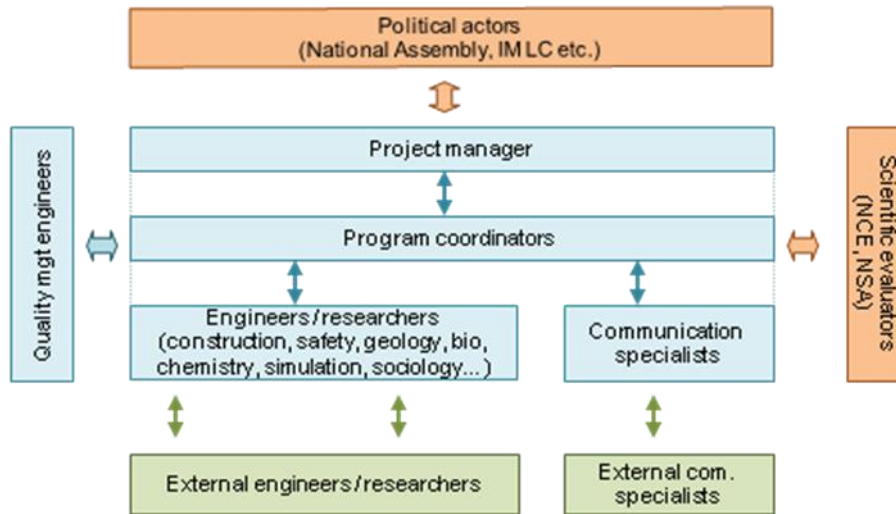 Political actors
(National Assembly, IMLC etc.)
Quality mgt engineers
Project manager
Program coordinators
Engineers/researchers
(construction, safety, geology, bio,
chemistry, simulation, sociology...)
Communication
specialists
Scientific evaluators
(NCE, NSA)
External engineers/researchers
External com.
specialists